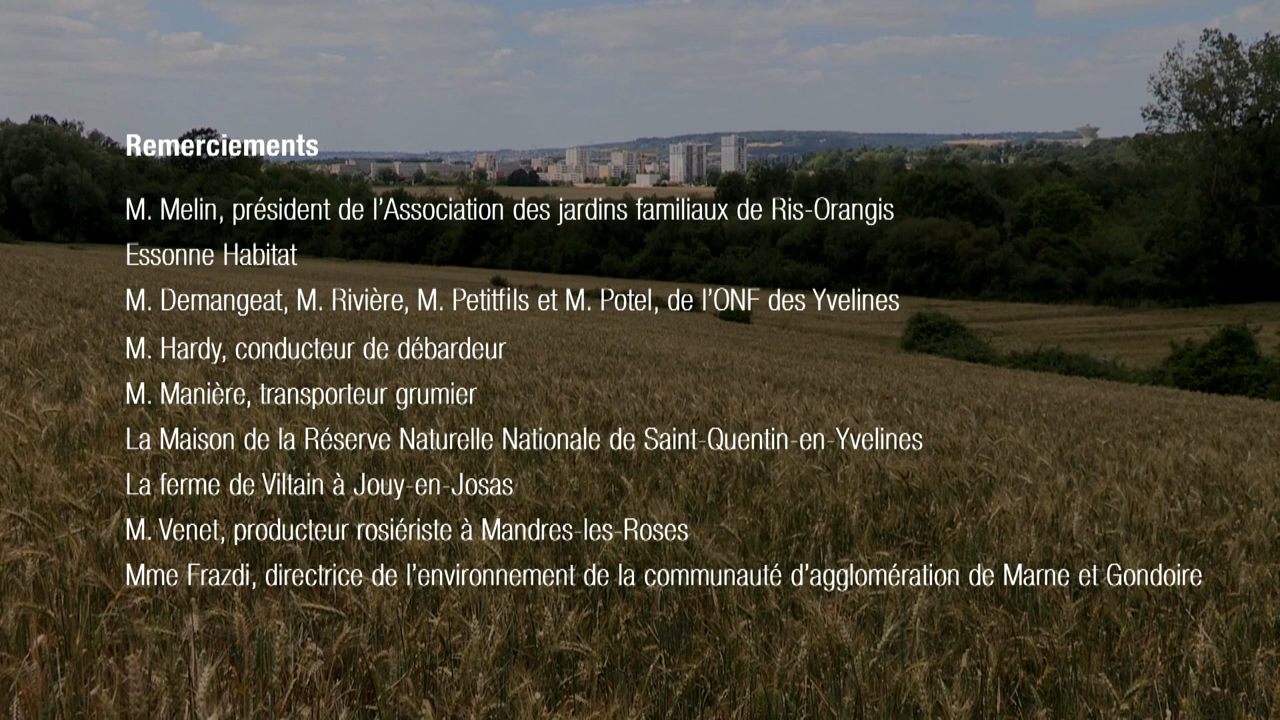 Remerciements
M. Melin, président de l'Association des jardins familiaux de Ris-Orangis
Essonne Habitat
M. Demangeat, M. Rivière, M. Petitfils et M. Potel, de l'ONF des Yvelines
M. Hardy, conducteur de débardeur
M. Manière, transporteur grumier
La Maison de la Réserve Naturelle Nationale de Saint-Quentin-en-Yvelines
La ferme de Viltain à Jouy-en-Josas
M. Venet, producteur rosiériste à Mandres-les-Roses
Mme Frazdi, directrice de l'environnement de la communauté d'agglomération de Marne et Gondoire